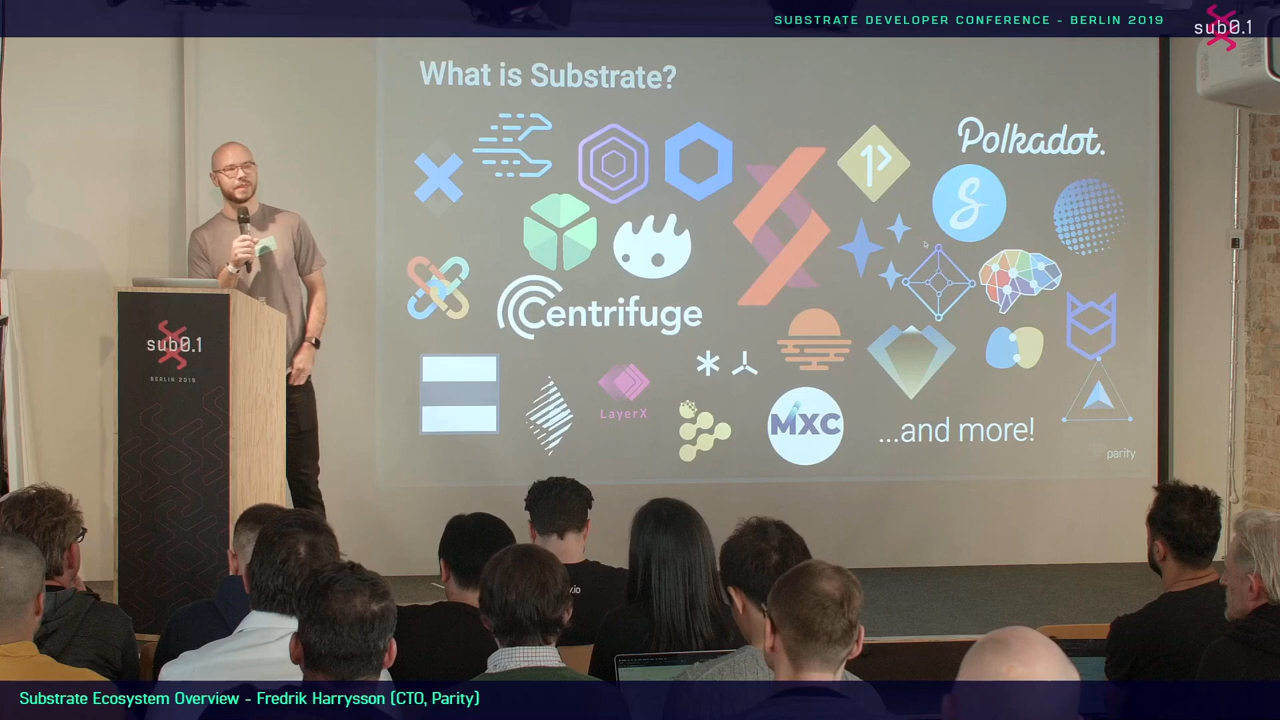 SUBSTRATE DEVELOPER CONFERENCE - BERLIN 2019
sub0.1
What is Substrate?
Polkadot.
Centrifuge
sub0.1
BERLIN 2019
LayerX
MXC
...and more!
parity
.io
Substrate Ecosystem Overview - Fredrik Harrysson (CTO, Parity)